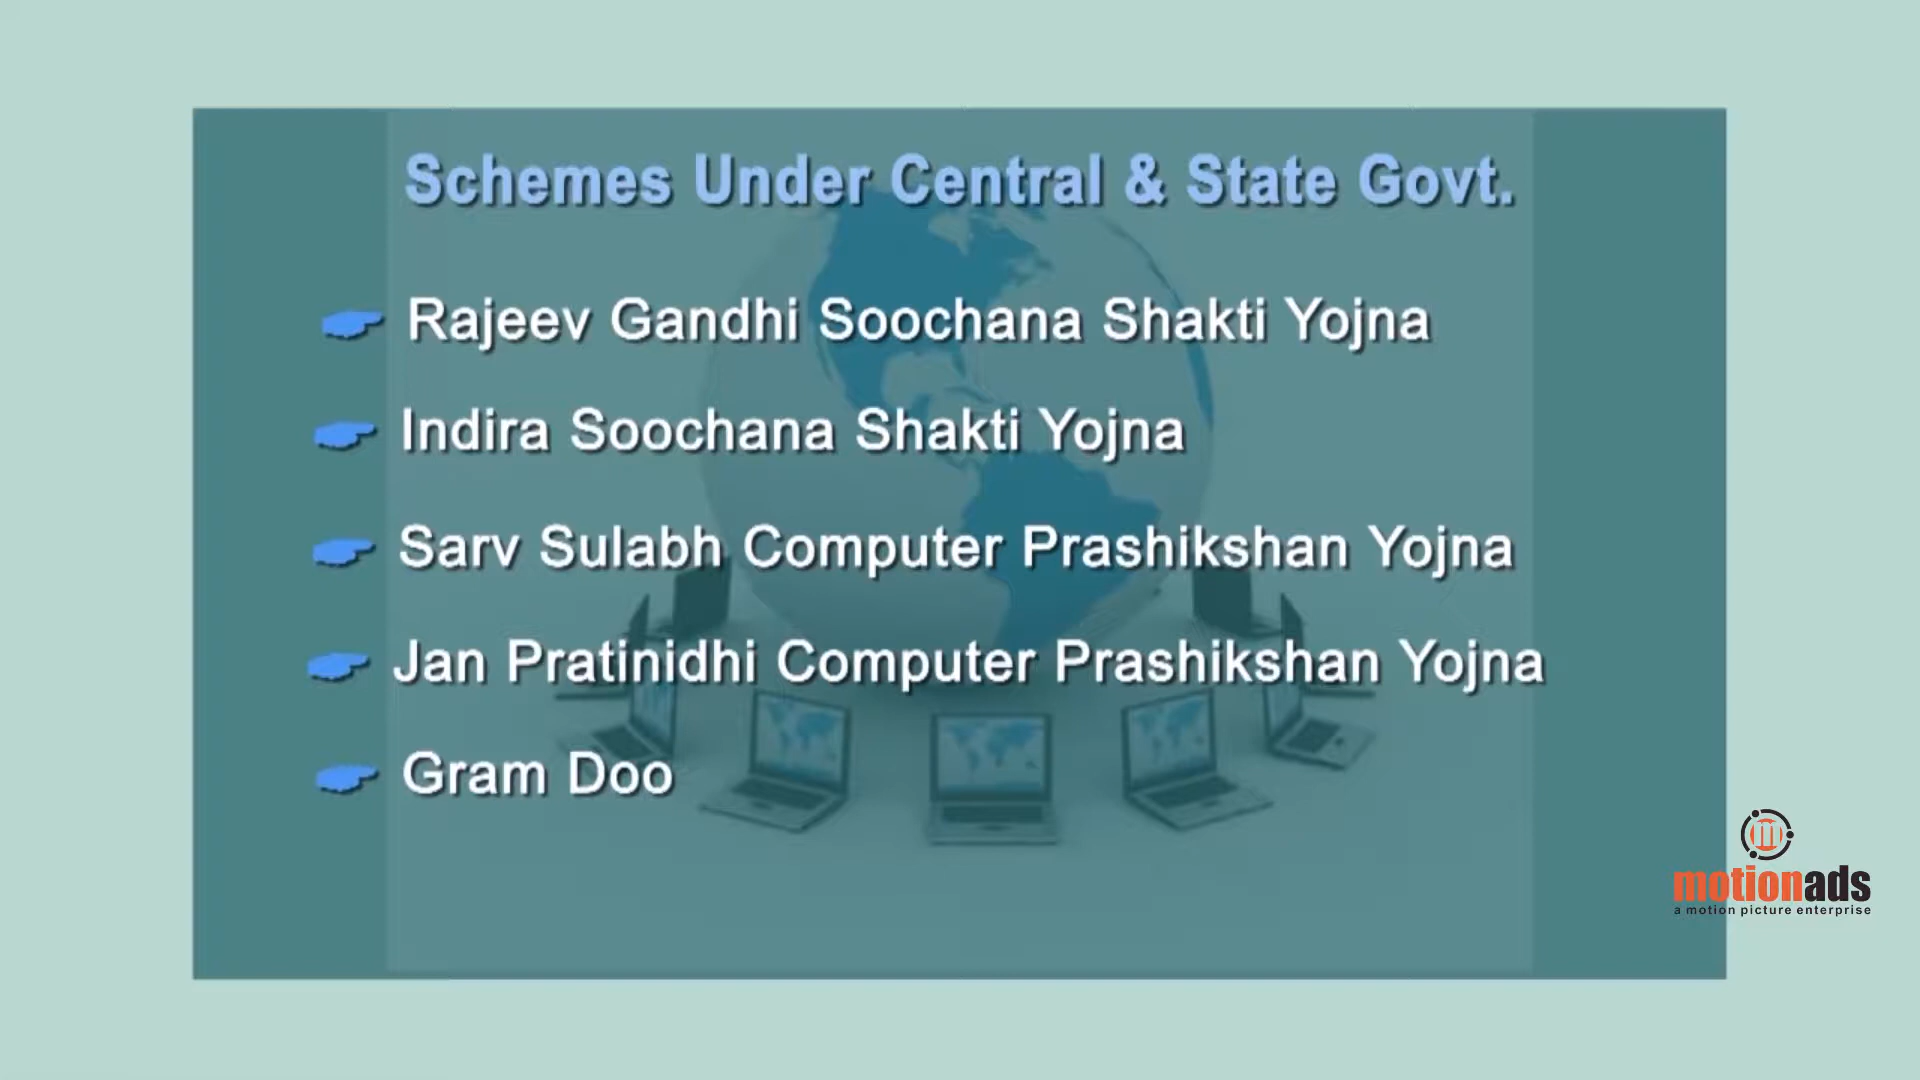 Schemes Under Central & State Govt.
Rajeev Gandhi Soochana Shakti Yojna
Indira Soochana Shakti Yojna
Sarv Sulabh Computer Prashikshan Yojna
Jan Pratinidhi Computer Prashikshan Yojna
Gram Doo
m
motionads
a motion picture enterprise